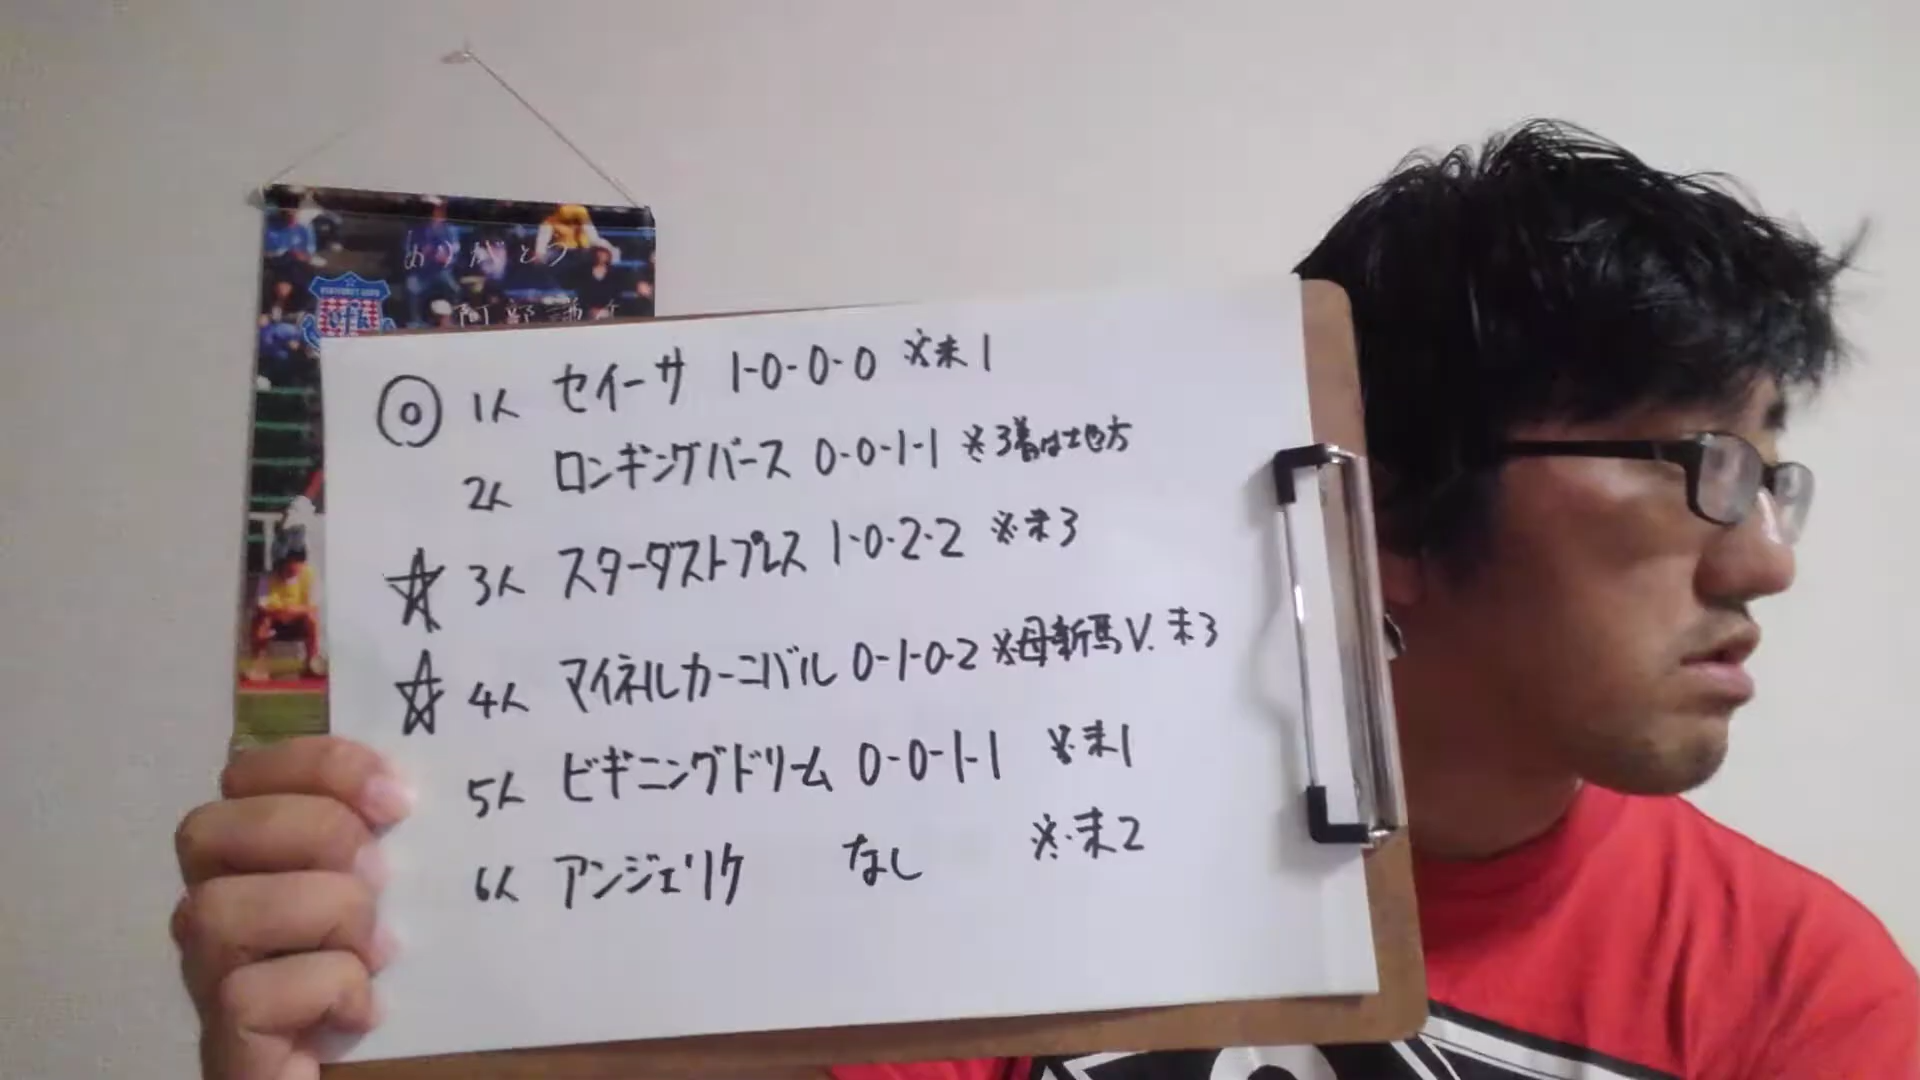 ありがとう
阿部
◎ 1人 セイーサ 1-0-0-0 ※未1
2人 ロンギングバース 0-0-1-1 ※3着は地方
☆ 3人 スターダストプレス 1-0-2-2 ※未3
☆ 4人 マイネルカーニバル 0-1-0-2 ※母新馬V.未3
5人 ビギニングドリーム 0-0-1-1 ※未1
6人 アンジェリケ なし ※未2